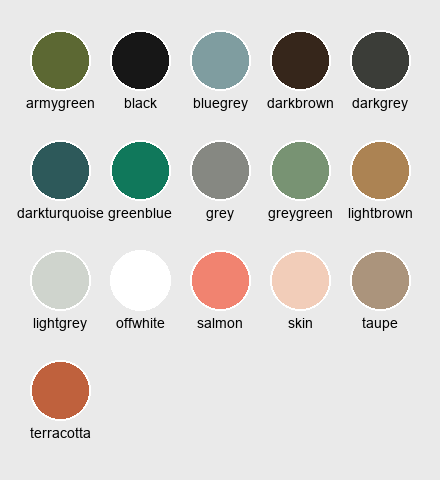 armygreen black bluegrey darkbrown darkgrey
darkturquoise greenblue grey greygreen lightbrown
lightgrey offwhite salmon skin taupe
terracotta